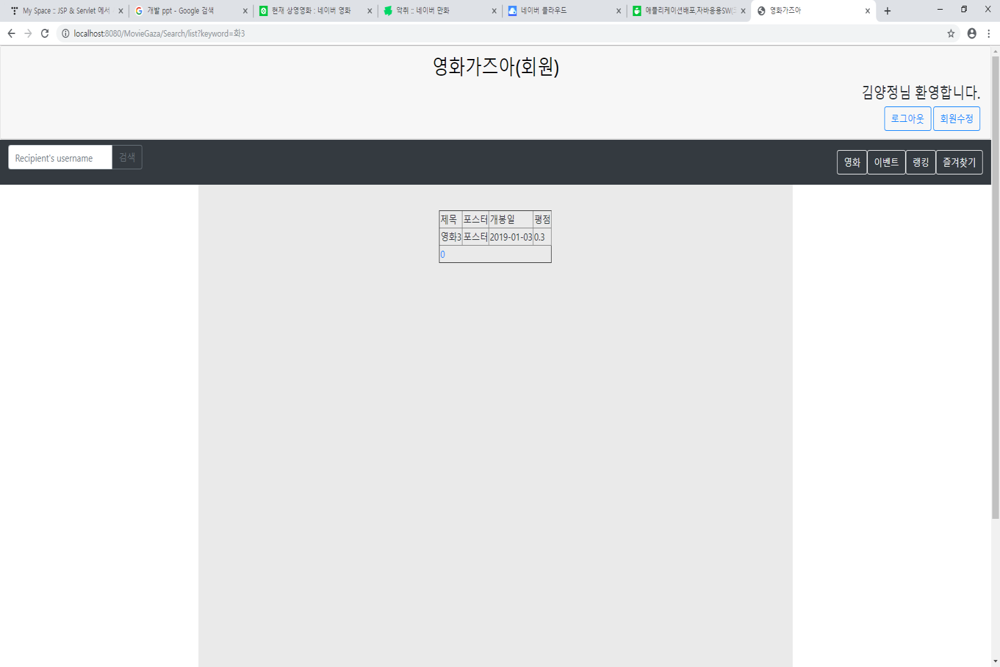 My Space :: JSP & Servlet 에서
개발 ppt - Google 검색
현재 상영영화 : 네이버 영화
악취 :: 네이버 만화
네이버 클라우드
애플리케이션배포,자바응용SW(
영화가즈아
localhost:8080/MovieGaza/Search/list?keyword=화3
영화가즈아(회원)
김양정님 환영합니다.
로그아웃 회원수정
Recipient's username 검색
영화 이벤트 랭킹 즐겨찾기
제목 포스터 개봉일 평점
영화3 포스터 2019-01-03 0.3
0